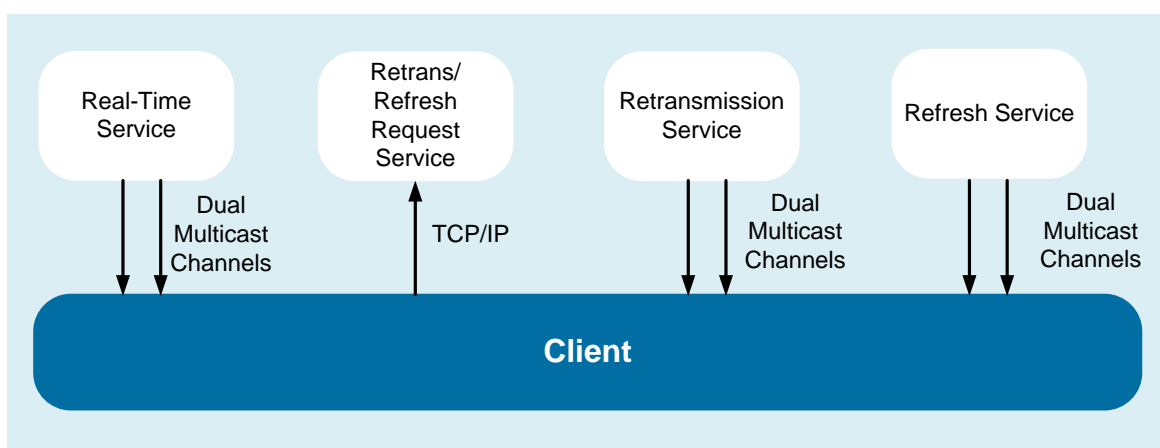 Real-Time
Service
Retrans/
Refresh
Request
Service
Retransmission
Service
Refresh Service
Dual
Multicast
Channels
TCP/IP
Dual
Multicast
Channels
Dual
Multicast
Channels
Client